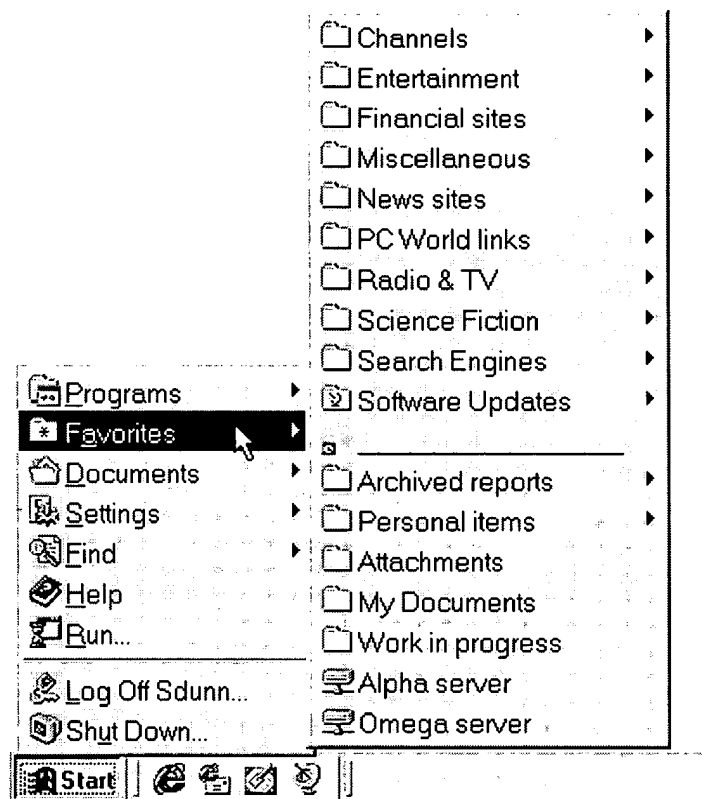 Channels
Entertainment
Financial sites
Miscellaneous
News sites
PC World links
Radio & TV
Science Fiction
Search Engines
Software Updates
Archived reports
Personal items
Attachments
My Documents
Work in progress
Alpha server
Omega server
Programs
Favorites
Documents
Settings
Find
Help
Run...
Log Off Sdunn...
Shut Down...
Start